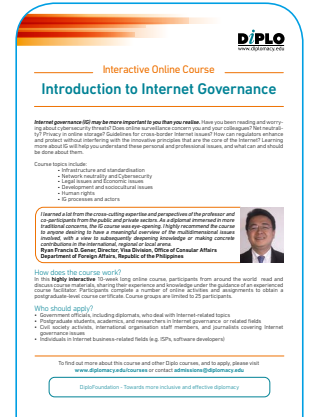 DiPLO
www.diplomacy.edu
Interactive Online Course
Introduction to Internet Governance
Internet governance (IG) may be more important to you than you realise. Have you been reading and worry-
ing about cybersecurity threats? Does online surveillance concern you and your colleagues? Net neutrali-
ty? Privacy in online storage? Guidelines for cross-border Internet issues? How can regulators enhance
and protect without interfering with the innovative principles that are the core of the internet? Learning
more about IG will help you understand these personal and professional issues, and what can and should
be done about them.
Course topics include:
• Infrastructure and standardisation
• Network neutrality and Cybersecurity
• Legal issues and Economic issues
• Development and sociocultural issues
• Human rights
• IG processes and actors
I learned a lot from the cross-cutting expertise and perspectives of the professor and
co-participants from the public and private sectors. As a diplomat immersed in more
traditional concerns, the IG course was eye-opening. I highly recommend the course
to anyone desiring to have a meaningful overview of the multidimensional issues
involved, with a view to subsequently deepening knowledge or making concrete
contributions in the international, regional or local arena.
Ryan Francis D. Gener, Director, Visa Division, Office of Consular Affairs
Department of Foreign Affairs, Republic of the Philippines
How does the course work?
In this highly interactive 10-week long online course, participants from around the world read and
discuss course materials, sharing their experience and knowledge under the guidance of an experienced
course facilitator. Participants complete a number of online activities and assignments to obtain a
postgraduate-level course certificate. Course groups are limited to 25 participants.
Who should apply?
• Government officials, including diplomats, who deal with Internet-related topics
• Postgraduate students, academics, and researchers in Internet governance or related fields
• Civil society activists, international organisation staff members, and journalists covering Internet
governance issues
• Individuals in Internet business-related fields (e.g. ISPs, software developers)
To find out more about this course and other Diplo courses, and to apply, please visit
www.diplomacy.edu/courses or contact admissions@diplomacy.edu
DiploFoundation - Towards more inclusive and effective diplomacy